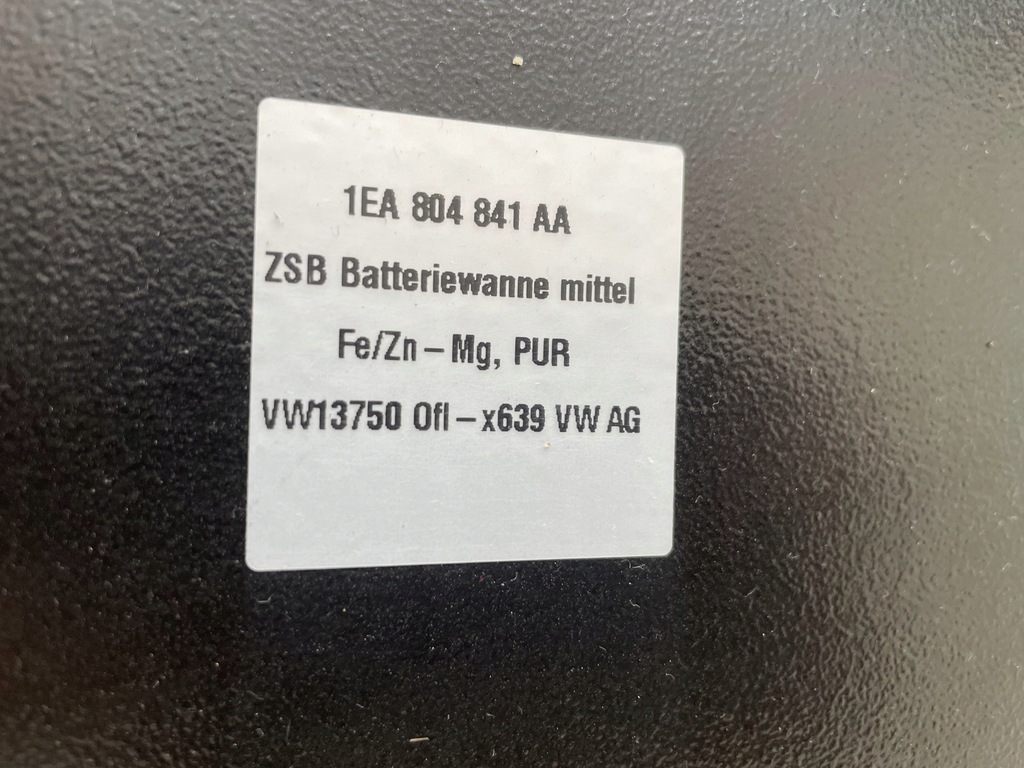 1EA 804 841 AA
ZSB Batteriewanne mittel
Fe/Zn – Mg, PUR
VW13750 Ofl – x639 VW AG